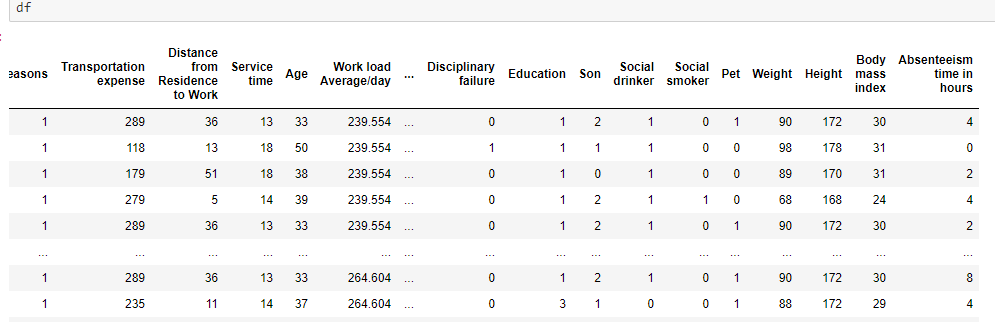 df
easons Transportation expense Distance from Residence to Work Service time Age Work load Average/day ... Disciplinary failure Education Son Social drinker Social smoker Pet Weight Height Body mass index Absenteeism time in hours
1 289 36 13 33 239.554 ... 0 1 2 1 0 1 90 172 30 4
1 118 13 18 50 239.554 ... 1 1 1 1 0 0 98 178 31 0
1 179 51 18 38 239.554 ... 0 1 0 1 0 0 89 170 31 2
1 279 5 14 39 239.554 ... 0 1 2 1 1 0 68 168 24 4
1 289 36 13 33 239.554 ... 0 1 2 1 0 1 90 172 30 2
... ... ... ... ... ... ... ... ... ... ... ... ... ... ... ... ...
1 289 36 13 33 264.604 ... 0 1 2 1 0 1 90 172 30 8
1 235 11 14 37 264.604 ... 0 3 1 0 0 1 88 172 29 4